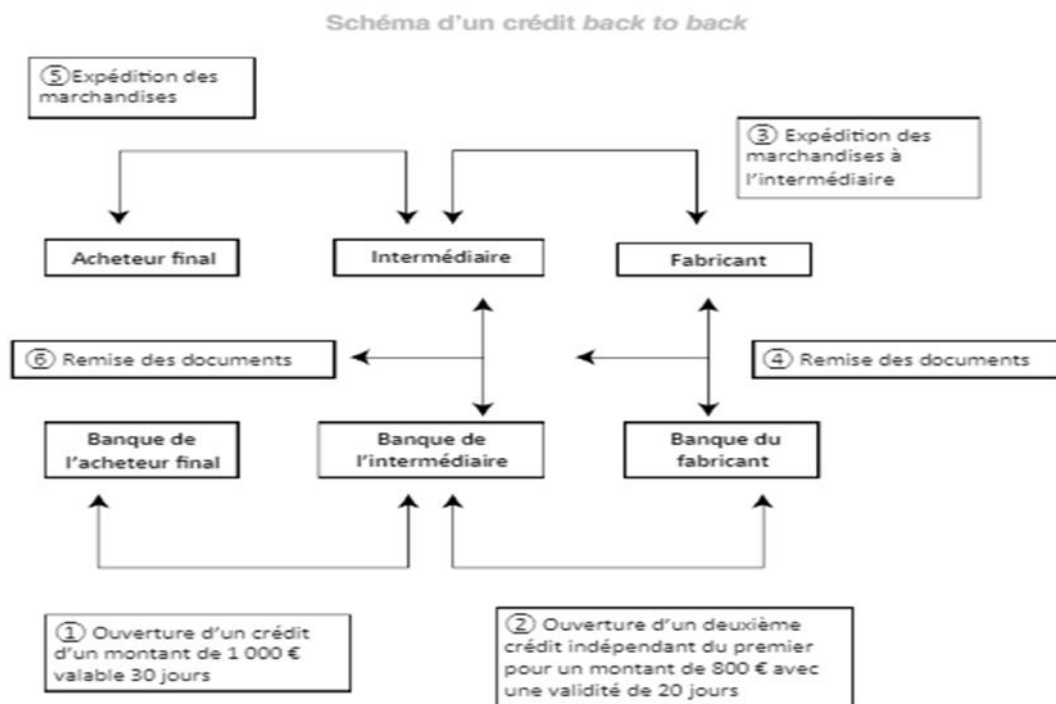 Schéma d'un crédit back to back
⑤ Expédition des
marchandises
③ Expédition des
marchandises à
l'intermédiaire
Acheteur final
Intermédiaire
Fabricant
⑥ Remise des documents
④ Remise des documents
Banque de
l'acheteur final
Banque de
l'intermédiaire
Banque du
fabricant
① Ouverture d'un crédit
d'un montant de 1 000 €
valable 30 jours
② Ouverture d'un deuxième
crédit indépendant du premier
pour un montant de 800 € avec
une validité de 20 jours